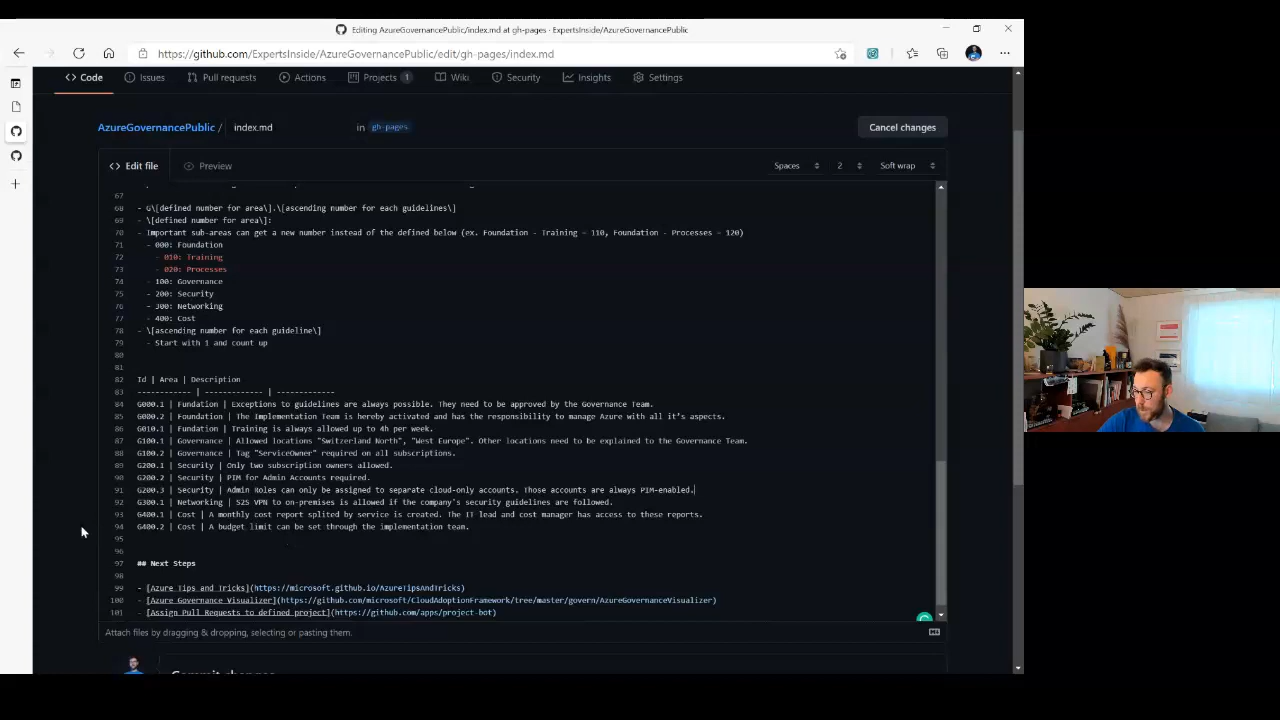 Editing AzureGovernancePublic/index.md at gh-pages · ExpertsInside/AzureGovernancePublic
https://github.com/ExpertsInside/AzureGovernancePublic/edit/gh-pages/index.md
Code Issues Pull requests Actions Projects 1 Wiki Security Insights Settings
AzureGovernancePublic / index.md in gh-pages Cancel changes
Edit file Preview Spaces 2 Soft wrap
67
68 - G\[defined number for area\].\[ascending number for each guidelines\]
69 - \[defined number for area\]:
70 - Important sub-areas can get a new number instead of the defined below (ex. Foundation - Training = 110, Foundation - Processes = 120)
71 - 000: Foundation
72 - 010: Training
73 - 020: Processes
74 - 100: Governance
75 - 200: Security
76 - 300: Networking
77 - 400: Cost
78 - \[ascending number for each guideline\]
79 - Start with 1 and count up
80
81
82 Id | Area | Description
83 ------------ | ------------- | -------------
84 G000.1 | Fundation | Exceptions to guidelines are always possible. They need to be approved by the Governance Team.
85 G000.2 | Foundation | The Implementation Team is hereby activated and has the responsibility to manage Azure with all it's aspects.
86 G010.1 | Fundation | Training is always allowed up to 4h per week.
87 G100.1 | Governance | Allowed locations "Switzerland North", "West Europe". Other locations need to be explained to the Governance Team.
88 G100.2 | Governance | Tag "ServiceOwner" required on all subscriptions.
89 G200.1 | Security | Only two subscription owners allowed.
90 G200.2 | Security | PIM for Admin Accounts required.
91 G200.3 | Security | Admin Roles can only be assigned to separate cloud-only accounts. Those accounts are always PIM-enabled.
92 G300.1 | Networking | S2S VPN to on-premises is allowed if the company's security guidelines are followed.
93 G400.1 | Cost | A monthly cost report splited by service is created. The IT lead and cost manager has access to these reports.
94 G400.2 | Cost | A budget limit can be set through the implementation team.
95
96
97 ## Next Steps
98
99 - [Azure Tips and Tricks](https://microsoft.github.io/AzureTipsAndTricks)
100 - [Azure Governance Visualizer](https://github.com/microsoft/CloudAdoptionFramework/tree/master/govern/AzureGovernanceVisualizer)
101 - [Assign Pull Requests to defined project](https://github.com/apps/project-bot)
Attach files by dragging & dropping, selecting or pasting them.
Commit changes